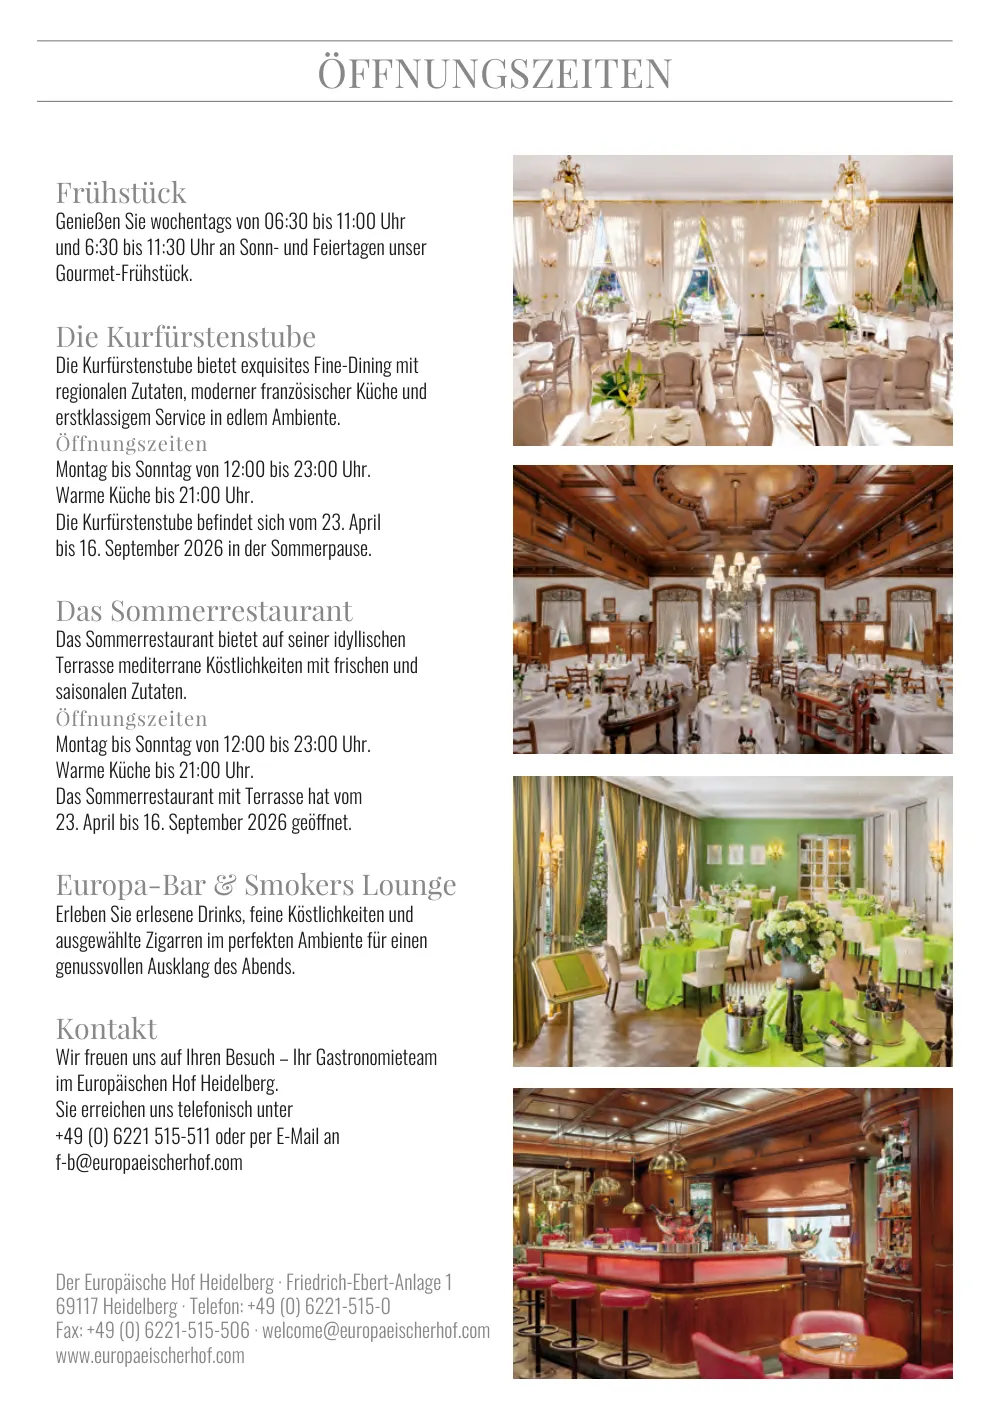 ÖFFNUNGSZEITEN
Frühstück
Genießen Sie wochentags von 06:30 bis 11:00 Uhr
und 6:30 bis 11:30 Uhr an Sonn- und Feiertagen unser
Gourmet-Frühstück.
Die Kurfürstenstube
Die Kurfürstenstube bietet exquisites Fine-Dining mit
regionalen Zutaten, moderner französischer Küche und
erstklassigem Service in edlem Ambiente.
Öffnungszeiten
Montag bis Sonntag von 12:00 bis 23:00 Uhr.
Warme Küche bis 21:00 Uhr.
Die Kurfürstenstube befindet sich vom 23. April
bis 16. September 2026 in der Sommerpause.
Das Sommerrestaurant
Das Sommerrestaurant bietet auf seiner idyllischen
Terrasse mediterrane Köstlichkeiten mit frischen und
saisonalen Zutaten.
Öffnungszeiten
Montag bis Sonntag von 12:00 bis 23:00 Uhr.
Warme Küche bis 21:00 Uhr.
Das Sommerrestaurant mit Terrasse hat vom
23. April bis 16. September 2026 geöffnet.
Europa-Bar & Smokers Lounge
Erleben Sie erlesene Drinks, feine Köstlichkeiten und
ausgewählte Zigarren im perfekten Ambiente für einen
genussvollen Ausklang des Abends.
Kontakt
Wir freuen uns auf Ihren Besuch – Ihr Gastronomieteam
im Europäischen Hof Heidelberg.
Sie erreichen uns telefonisch unter
+49 (0) 6221 515-511 oder per E-Mail an
f-b@europaeischerhof.com
Der Europäische Hof Heidelberg · Friedrich-Ebert-Anlage 1
69117 Heidelberg · Telefon: +49 (0) 6221-515-0
Fax: +49 (0) 6221-515-506 · welcome@europaeischerhof.com
www.europaeischerhof.com